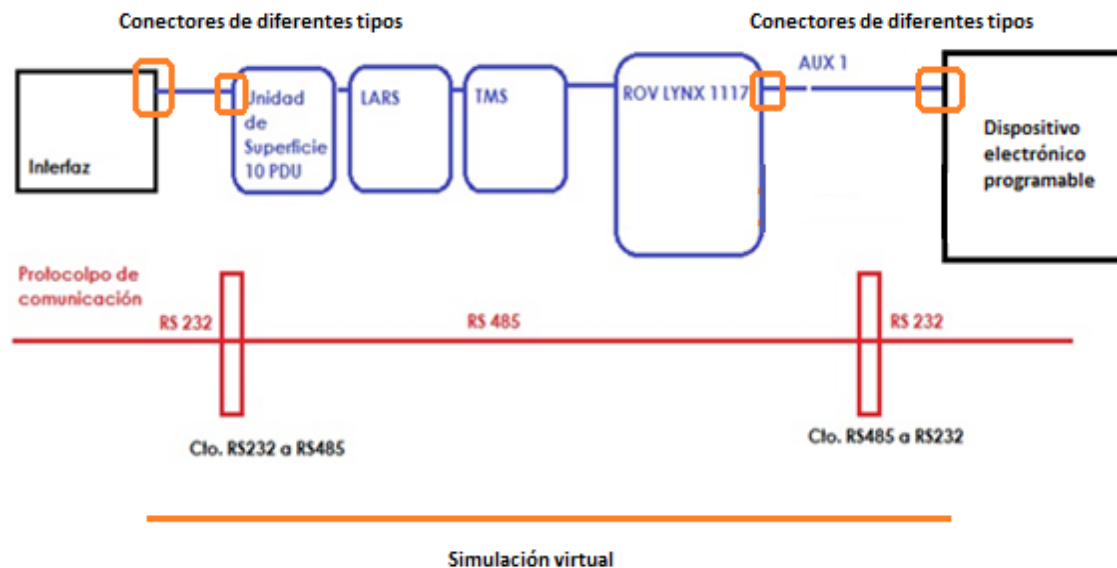 Conectores de diferentes tipos
Conectores de diferentes tipos
Interfaz
Unidad
de
Superficie
10 PDU
LARS
TMS
ROV LYNX 1117
AUX 1
Dispositivo
electrónico
programable
Protocolpo de
comunicación
RS 232
RS 485
RS 232
Cto. RS232 a RS485
Cto. RS485 a RS232
Simulación virtual